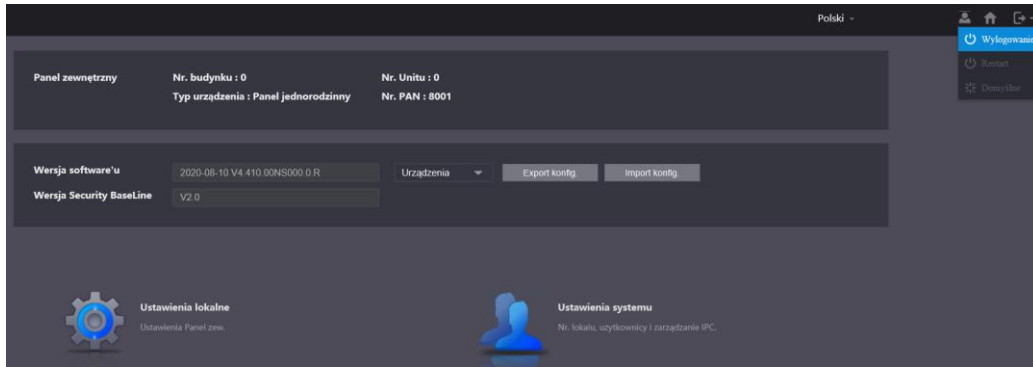 Polski
Wylogowanie
Restart
Domyślne
Panel zewnętrzny
Nr. budynku : 0
Nr. Unitu : 0
Typ urządzenia : Panel jednorodzinny
Nr. PAN : 8001
Wersja software'u
2020-08-10 V4.410.00NS000.0.R
Urządzenia
Export konfig.
Import konfig.
Wersja Security BaseLine
V2.0
Ustawienia lokalne
Ustawienia Panel zew.
Ustawienia systemu
Nr. lokalu, użytkownicy i zarządzanie IPC.